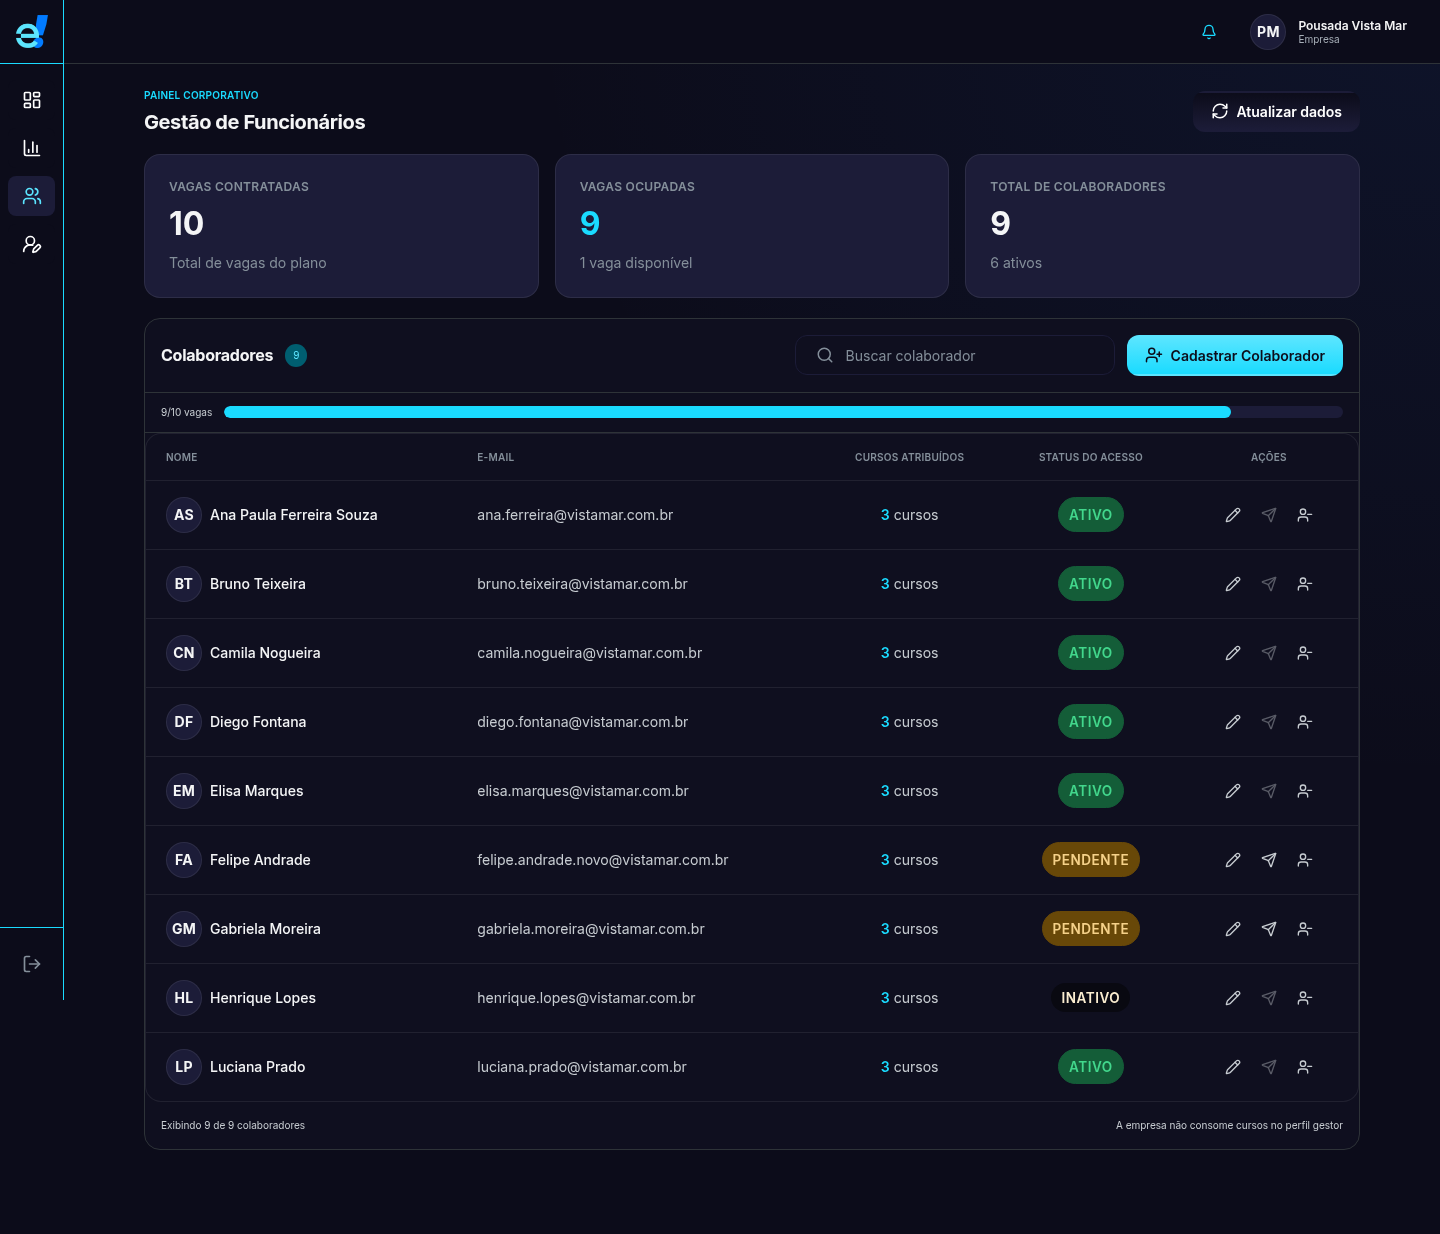 e!
PM
Pousada Vista Mar
Empresa
PAINEL CORPORATIVO
Gestão de Funcionários
Atualizar dados
VAGAS CONTRATADAS
10
Total de vagas do plano
VAGAS OCUPADAS
9
1 vaga disponível
TOTAL DE COLABORADORES
9
6 ativos
Colaboradores 9
Buscar colaborador
Cadastrar Colaborador
9/10 vagas
NOME E-MAIL CURSOS ATRIBUÍDOS STATUS DO ACESSO AÇÕES
AS Ana Paula Ferreira Souza ana.ferreira@vistamar.com.br 3 cursos ATIVO
BT Bruno Teixeira bruno.teixeira@vistamar.com.br 3 cursos ATIVO
CN Camila Nogueira camila.nogueira@vistamar.com.br 3 cursos ATIVO
DF Diego Fontana diego.fontana@vistamar.com.br 3 cursos ATIVO
EM Elisa Marques elisa.marques@vistamar.com.br 3 cursos ATIVO
FA Felipe Andrade felipe.andrade.novo@vistamar.com.br 3 cursos PENDENTE
GM Gabriela Moreira gabriela.moreira@vistamar.com.br 3 cursos PENDENTE
HL Henrique Lopes henrique.lopes@vistamar.com.br 3 cursos INATIVO
LP Luciana Prado luciana.prado@vistamar.com.br 3 cursos ATIVO
Exibindo 9 de 9 colaboradores
A empresa não consome cursos no perfil gestor